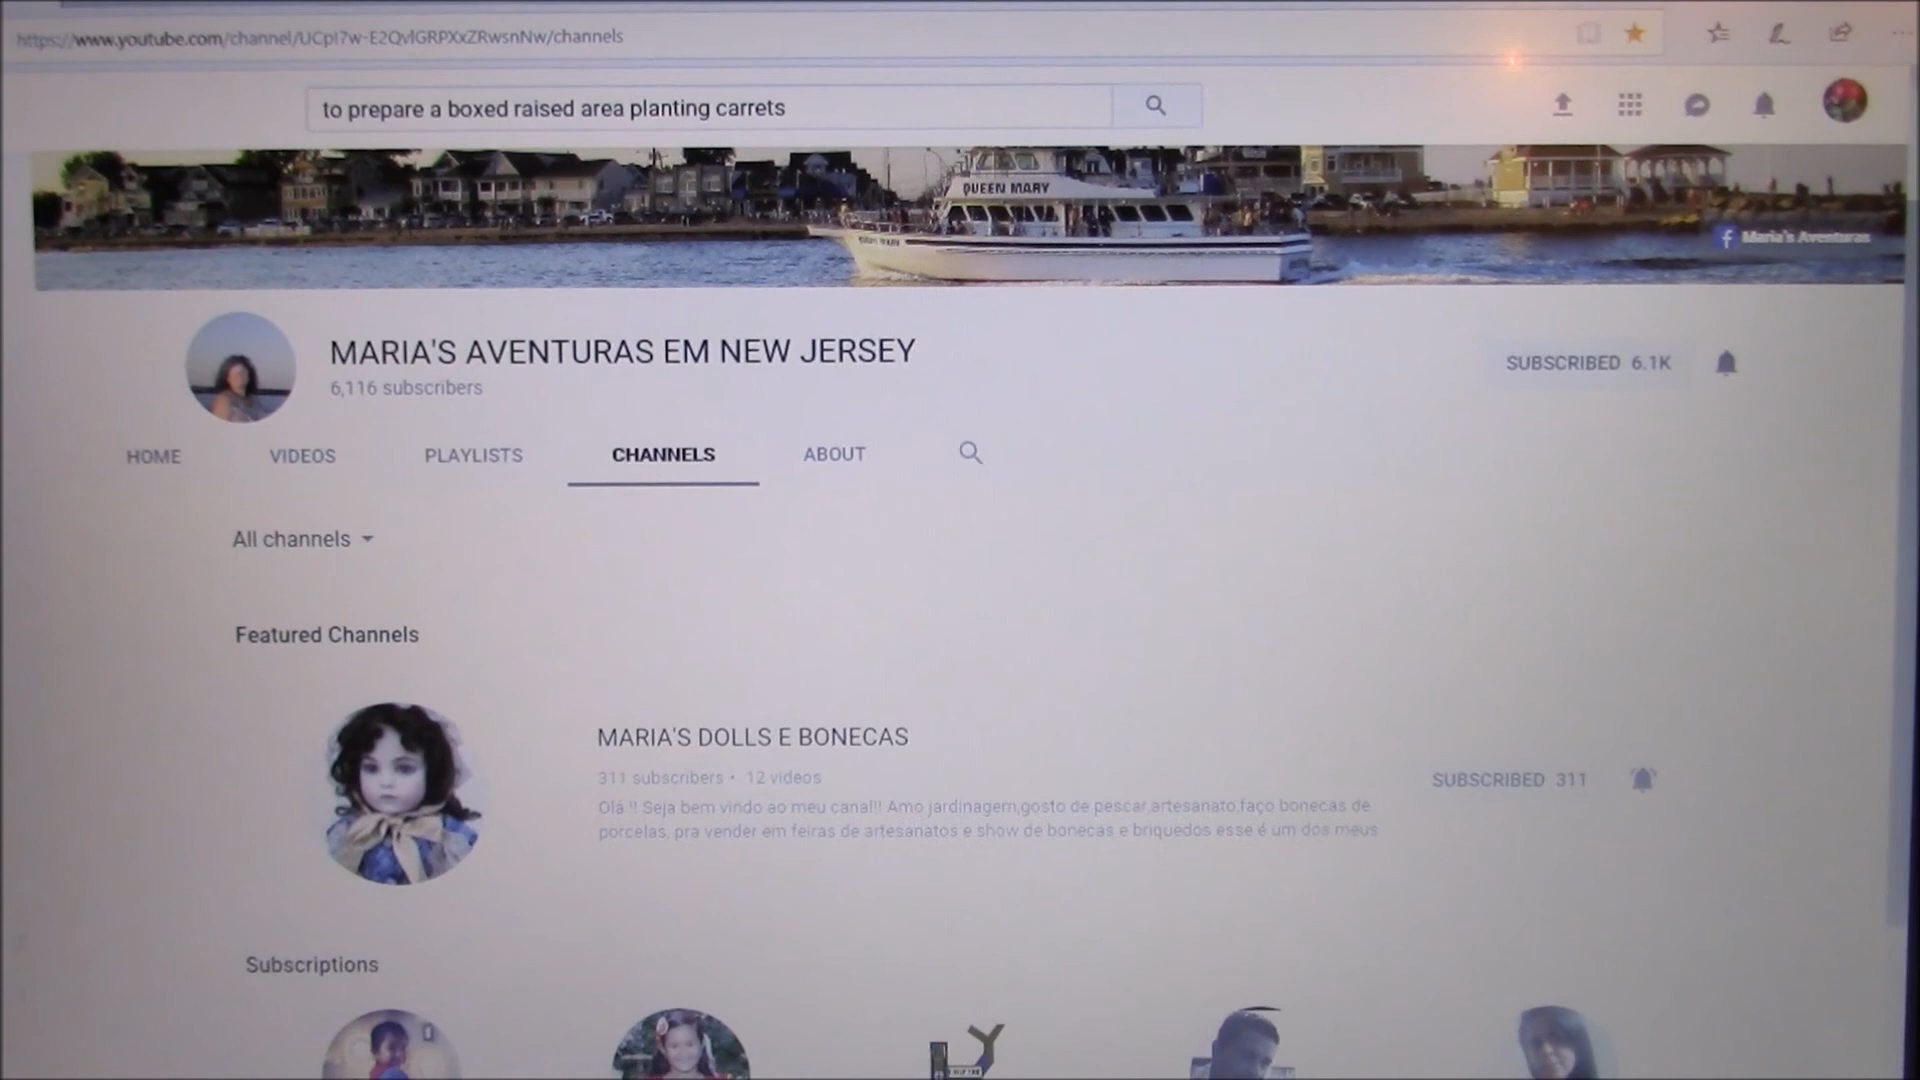 https://www.youtube.com/channel/UCpI7w-E2QvlGRPXxZRwsnNw/channels
to prepare a boxed raised area planting carrets
QUEEN MARY
Maria's Aventuras
MARIA'S AVENTURAS EM NEW JERSEY
6,116 subscribers
SUBSCRIBED 6.1K
HOME VIDEOS PLAYLISTS CHANNELS ABOUT
All channels
Featured Channels
MARIA'S DOLLS E BONECAS
311 subscribers • 12 videos
SUBSCRIBED 311
Olá !! Seja bem vindo ao meu canal!! Amo jardinagem,gosto de pescar,artesanato,faço bonecas de
porcelas, pra vender em feiras de artesanatos e show de bonecas e briquedos esse é um dos meus
Subscriptions